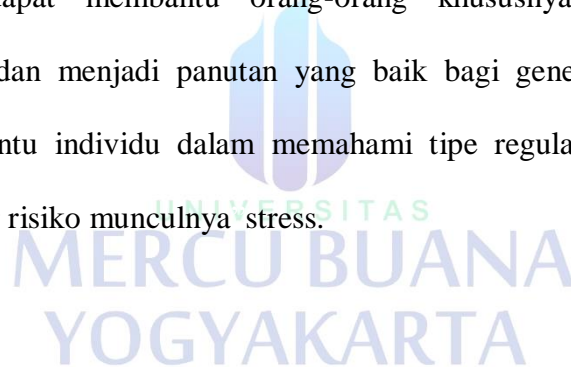 dapat membantu orang-orang khususnya
dan menjadi panutan yang baik bagi gene
ntu individu dalam memahami tipe regula
risiko munculnya stress.
UNIVERSITAS
MERCU BUANA
YOGYAKARTA